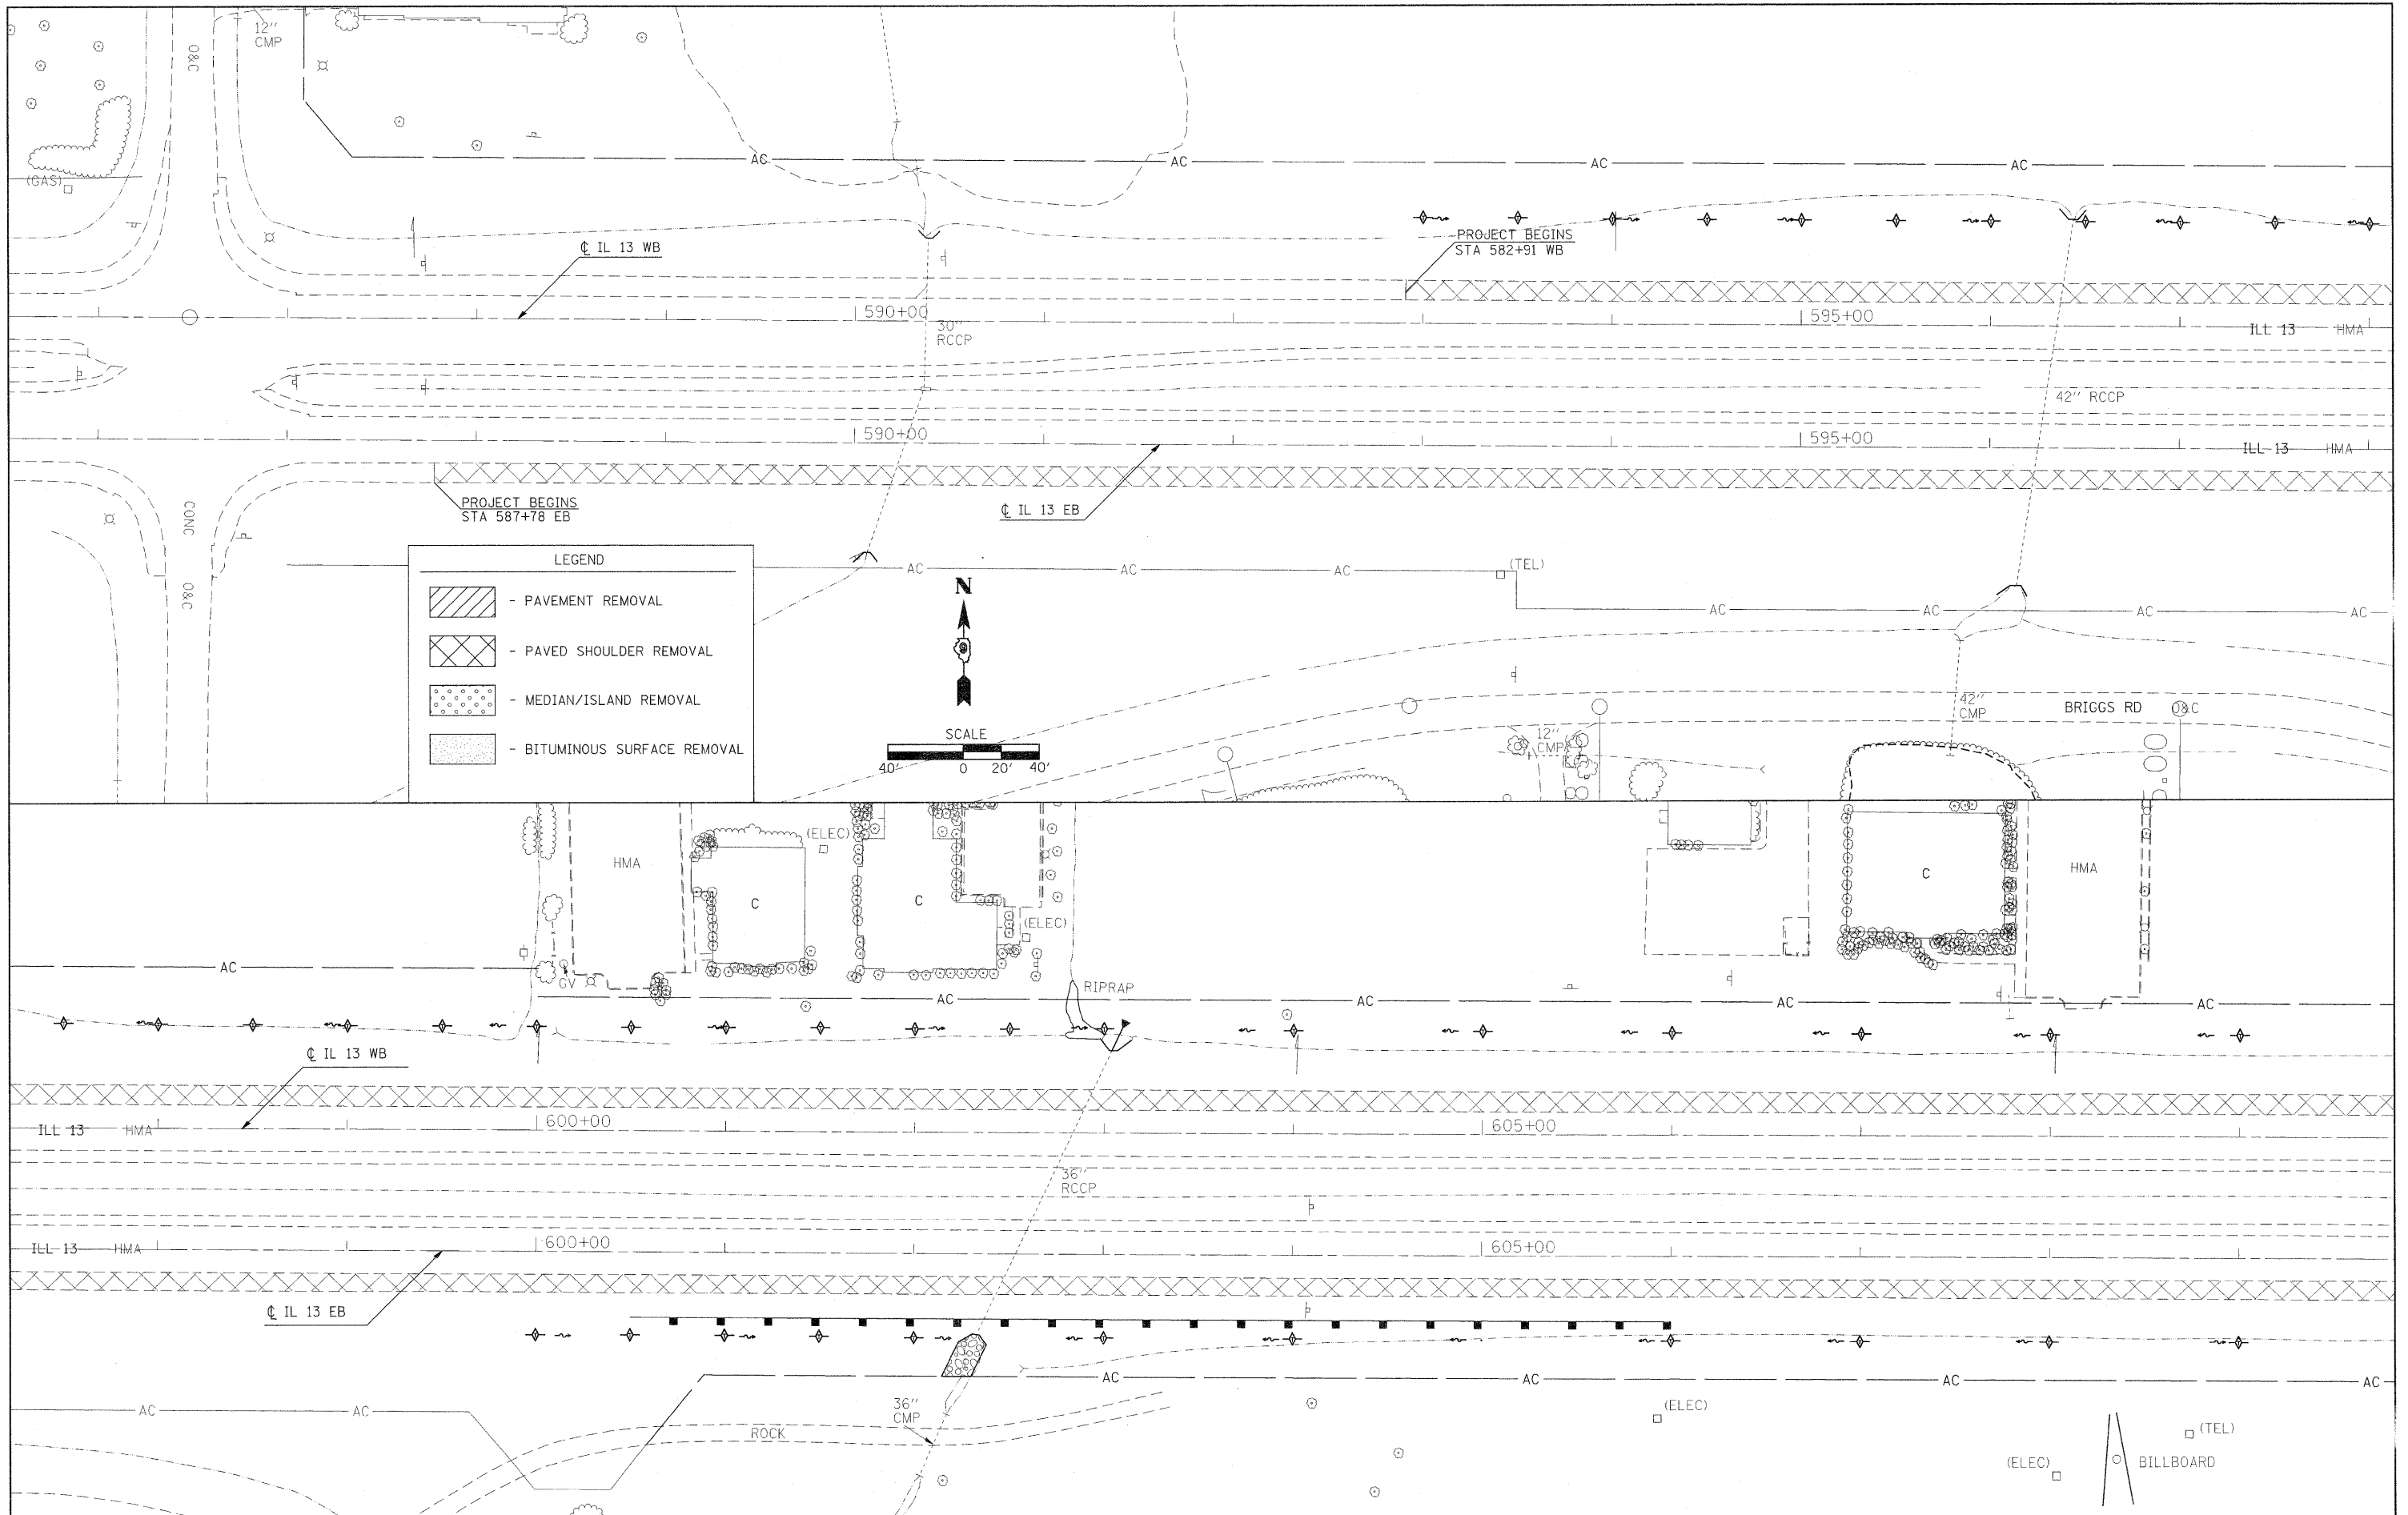 12'' CMP
O&C
AC
AC
AC
AC
(GAS)
℄ IL 13 WB
PROJECT BEGINS
STA 582+91 WB
590+00
30'' RCCP
595+00
ILL 13 HMA
42'' RCCP
590+00
595+00
ILL 13 HMA
PROJECT BEGINS
STA 587+78 EB
℄ IL 13 EB
CONC
O&C
LEGEND
- PAVEMENT REMOVAL
- PAVED SHOULDER REMOVAL
- MEDIAN/ISLAND REMOVAL
- BITUMINOUS SURFACE REMOVAL
AC
AC
AC
(TEL)
AC
AC
AC
AC
N
SCALE
40' 0 20' 40'
12'' CMP
42'' CMP
BRIGGS RD
O&C
HMA
(ELEC)
C
C
(ELEC)
C
HMA
AC
GV
AC
RIPRAP
AC
AC
AC
℄ IL 13 WB
ILL 13 HMA
600+00
605+00
36'' RCCP
ILL 13 HMA
600+00
605+00
℄ IL 13 EB
AC
AC
AC
AC
AC
AC
36'' CMP
ROCK
(ELEC)
(TEL)
(ELEC)
BILLBOARD